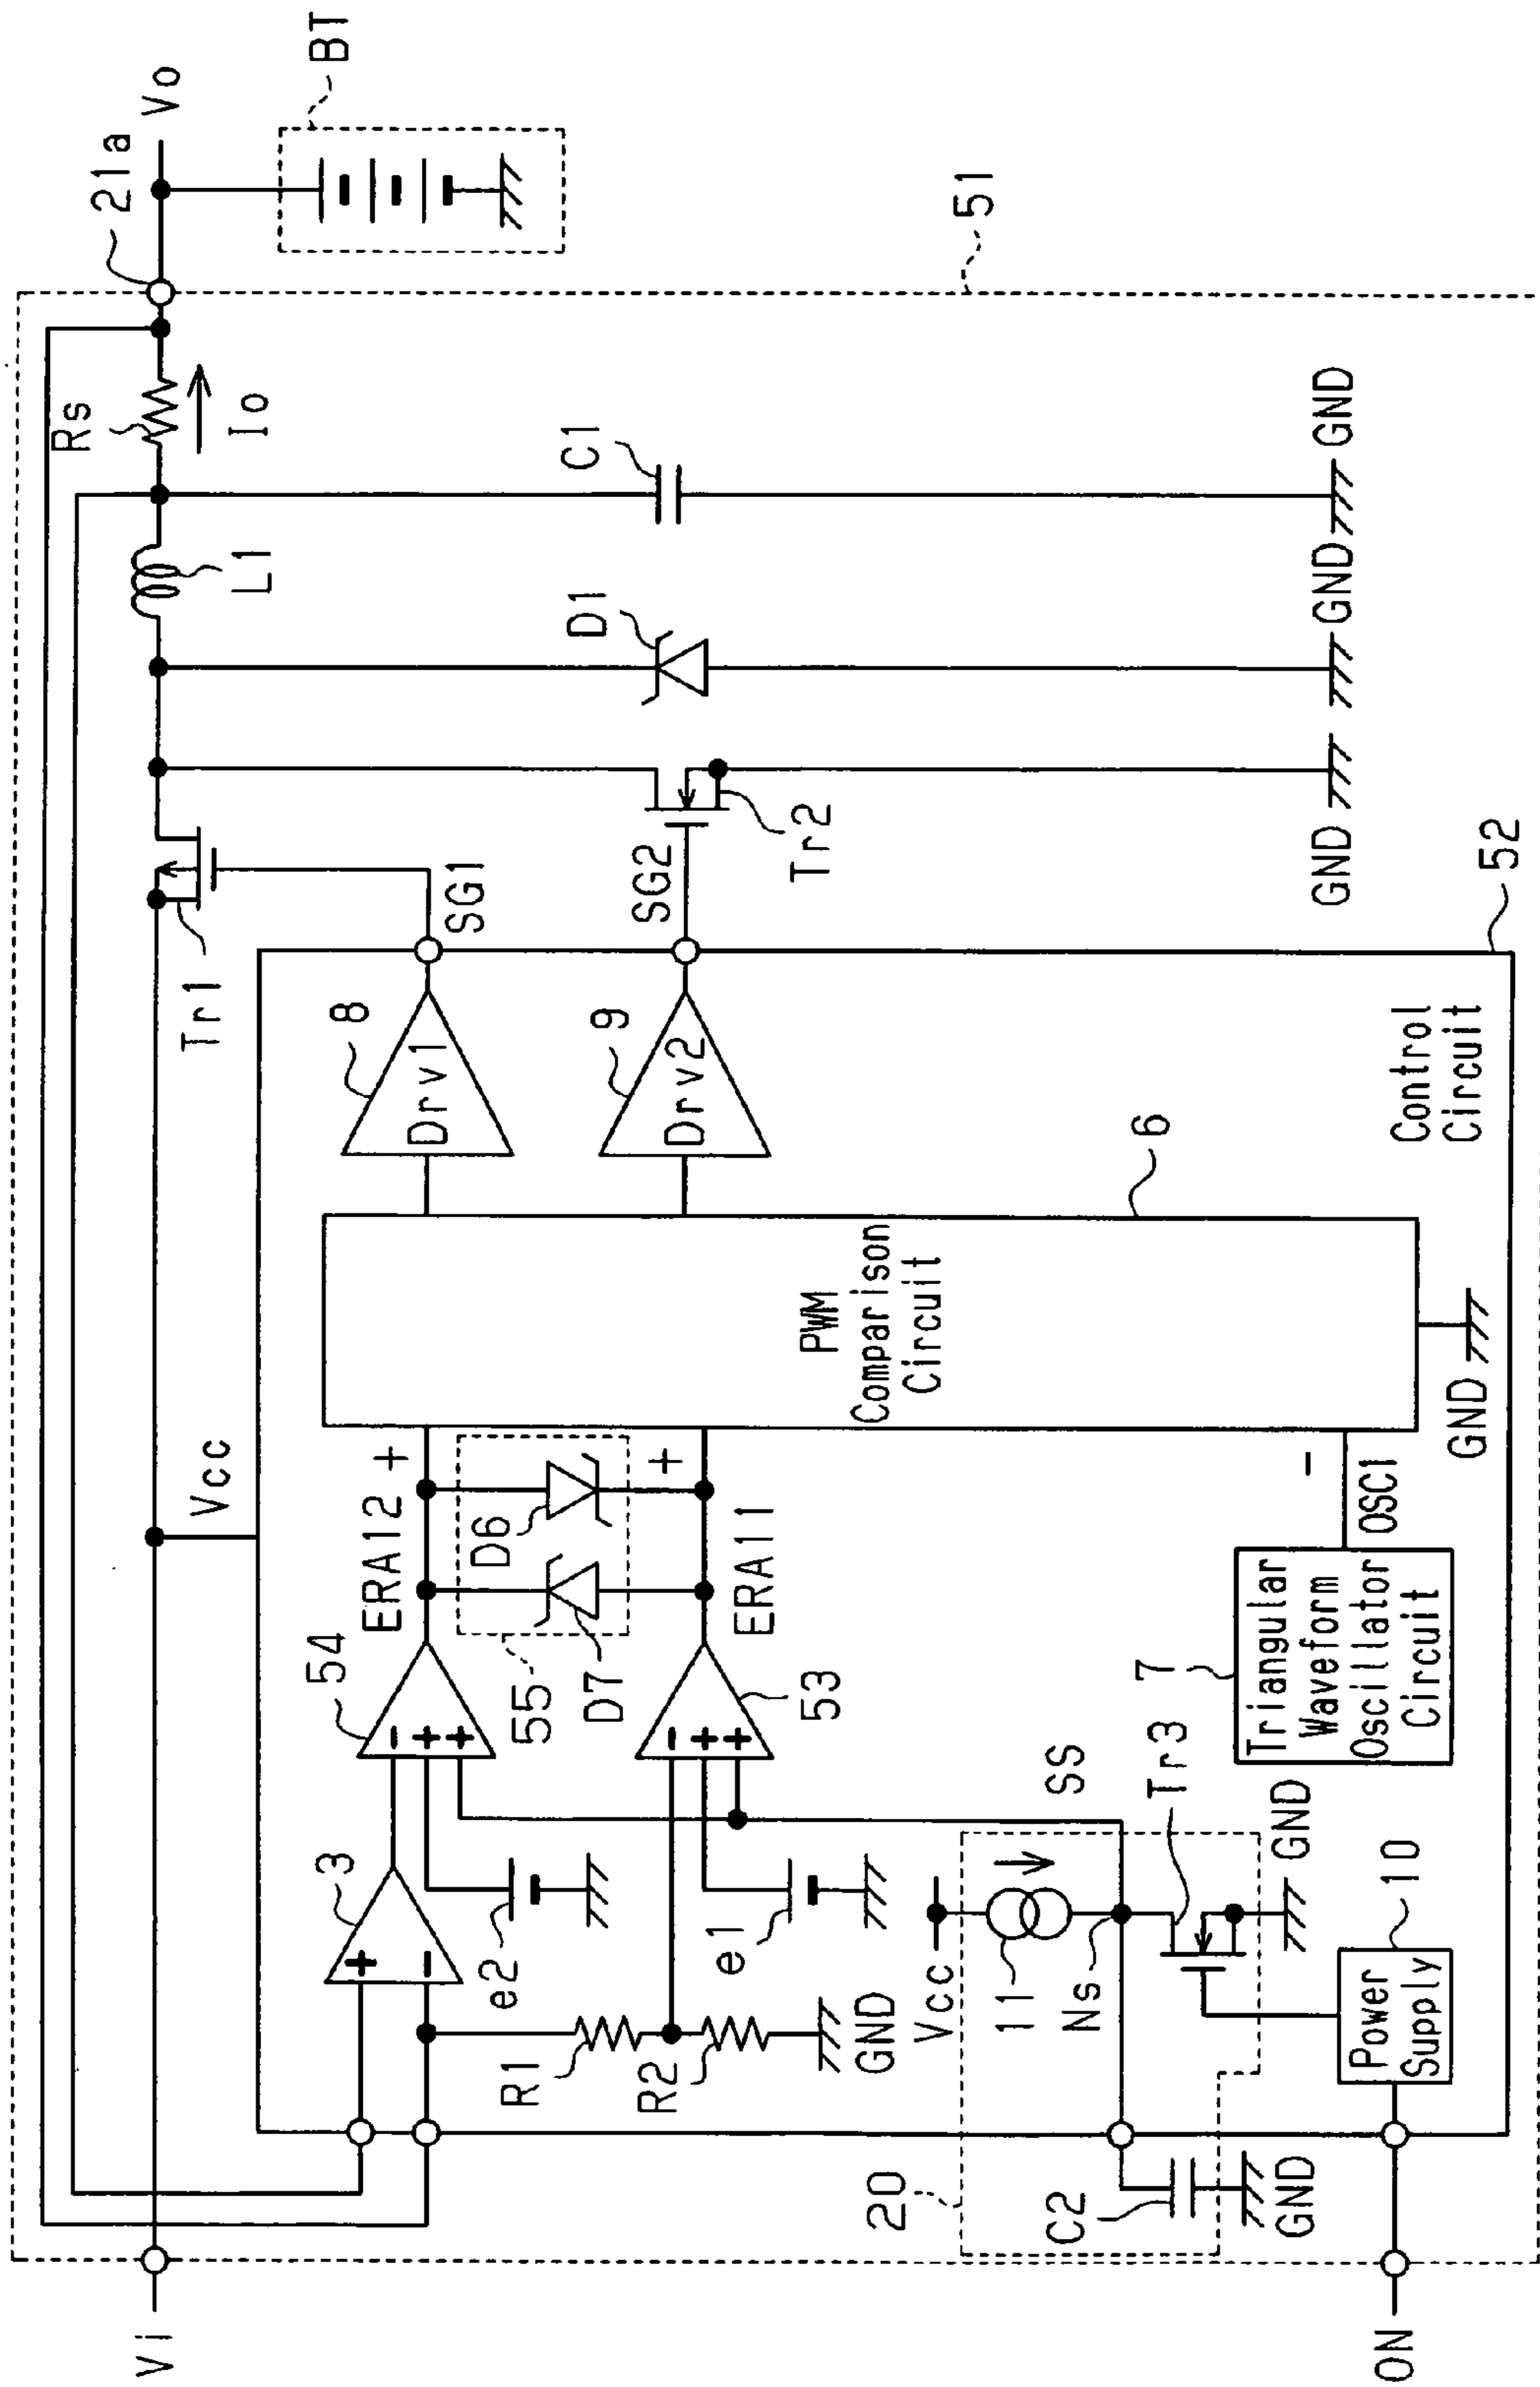 Vi
Vcc
Tr1
L1
Rs
Io
21a
Vo
BT
51
3
e2
R1
R2
GND
e1
54
ERA12
+
55
D7
D6
+
ERA11
53
PWM
Comparison
Circuit
6
8
Drv1
SG1
9
Drv2
SG2
Tr2
GND
D1
GND
C1
GND
20
C2
GND
Vcc
11
Ns
SS
Tr3
GND
Power
Supply
10
7
Triangular
Waveform
Oscillator
Circuit
OSC1
-
GND
Control
Circuit
52
ON
+
-
-
+
+
-
+
+